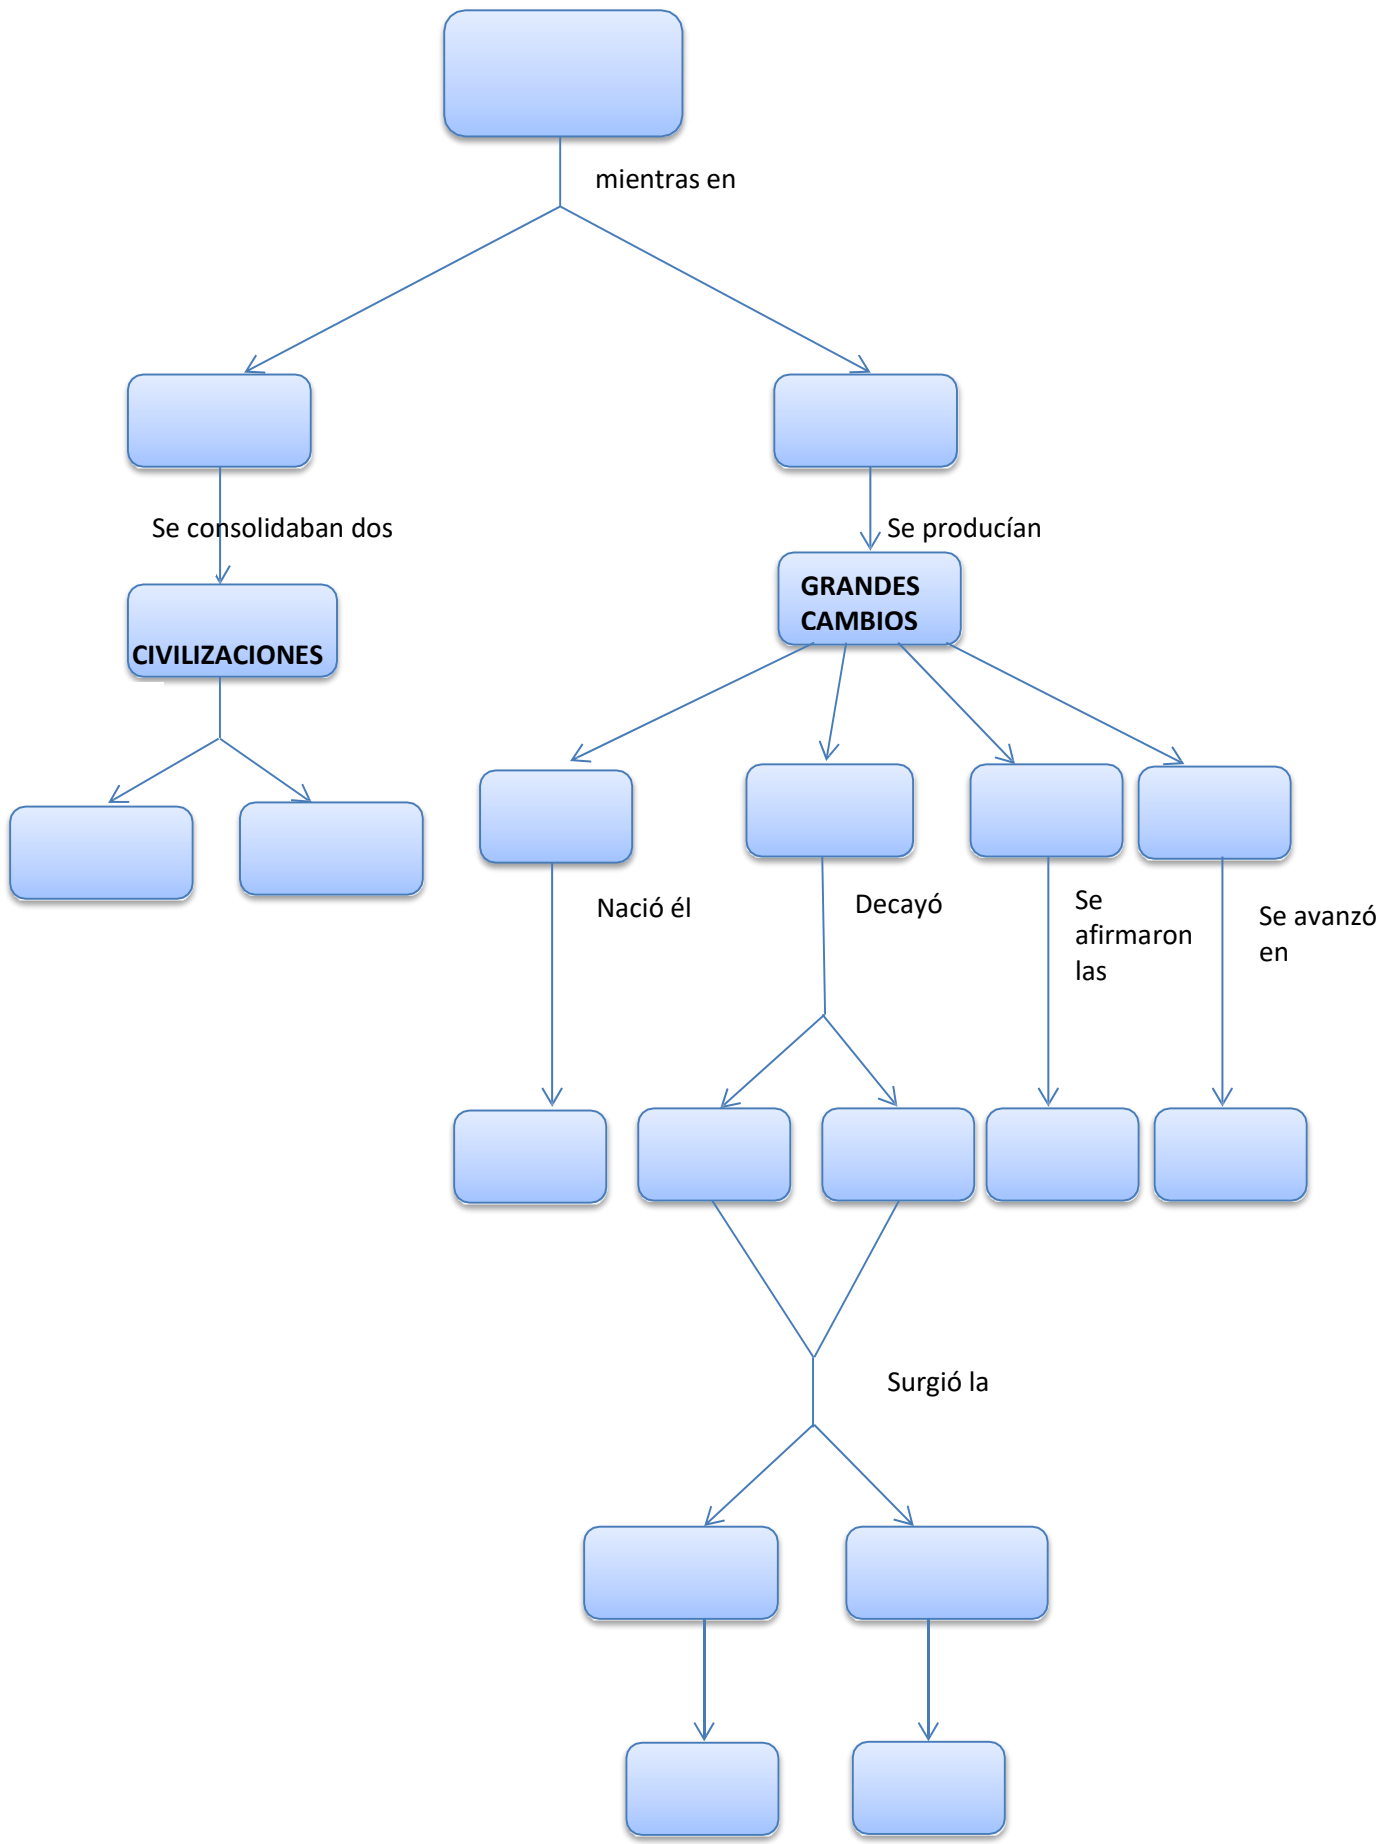 mientras en
Se consolidaban dos
Se producían
GRANDES
CAMBIOS
CIVILIZACIONES
Nació él
Decayó
Se
afirmaron
las
Se avanzó
en
Surgió la